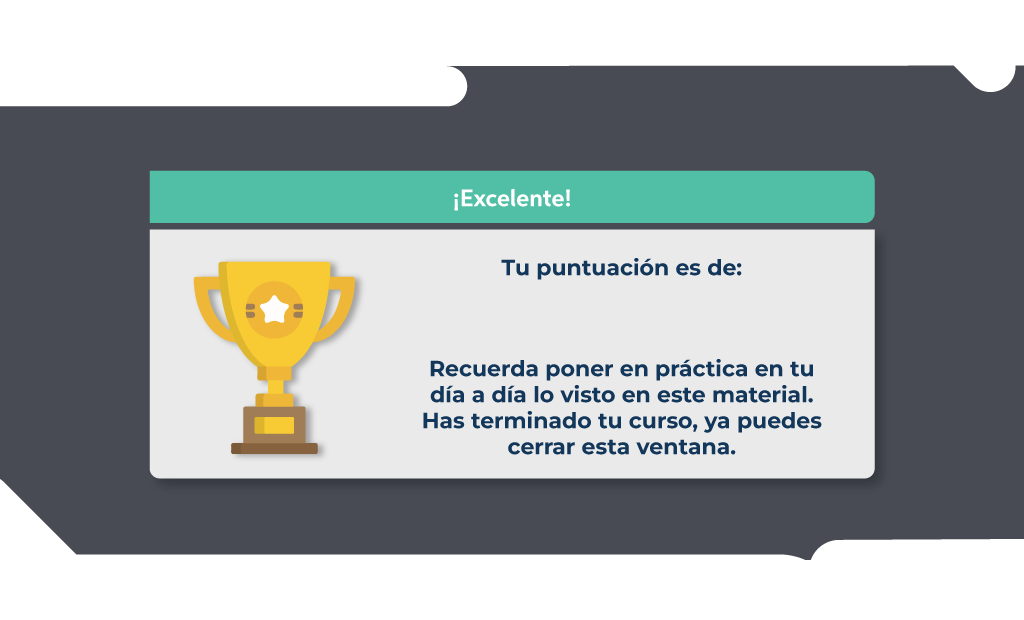 ¡Excelente!
Tu puntuación es de:
Recuerda poner en práctica en tu
día a día lo visto en este material.
Has terminado tu curso, ya puedes
cerrar esta ventana.